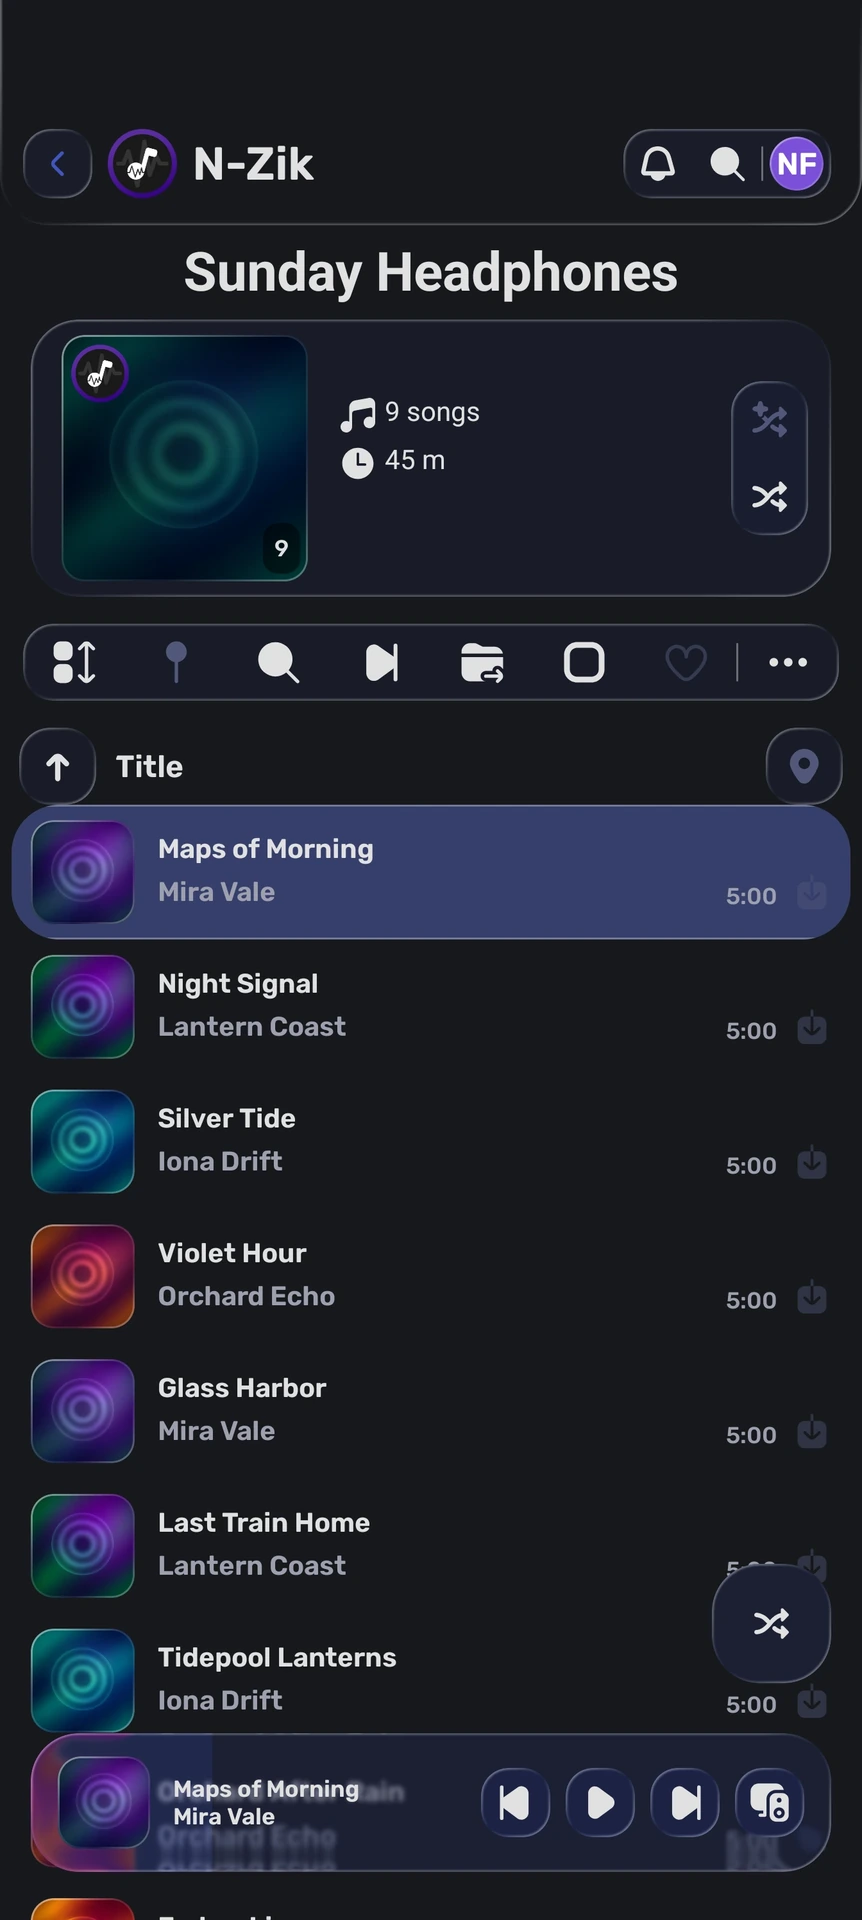 N-Zik
NF
Sunday Headphones
9 songs
45 m
9
Title
Maps of Morning
Mira Vale
5:00
Night Signal
Lantern Coast
5:00
Silver Tide
Iona Drift
5:00
Violet Hour
Orchard Echo
5:00
Glass Harbor
Mira Vale
5:00
Last Train Home
Lantern Coast
Tidepool Lanterns
Iona Drift
5:00
Maps of Morning
Mira Vale
Orchard Echo